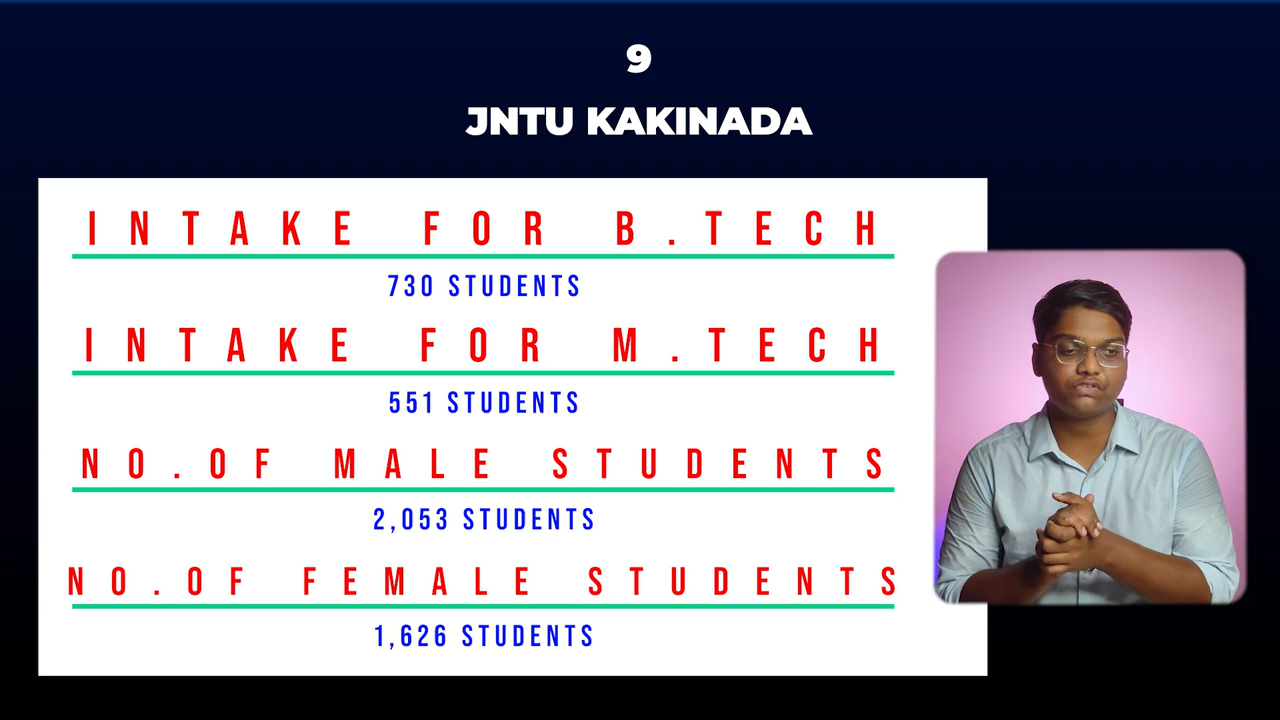 9
JNTU KAKINADA
INTAKE FOR B.TECH
730 STUDENTS
INTAKE FOR M.TECH
551 STUDENTS
NO.OF MALE STUDENTS
2,053 STUDENTS
NO.OF FEMALE STUDENTS
1,626 STUDENTS